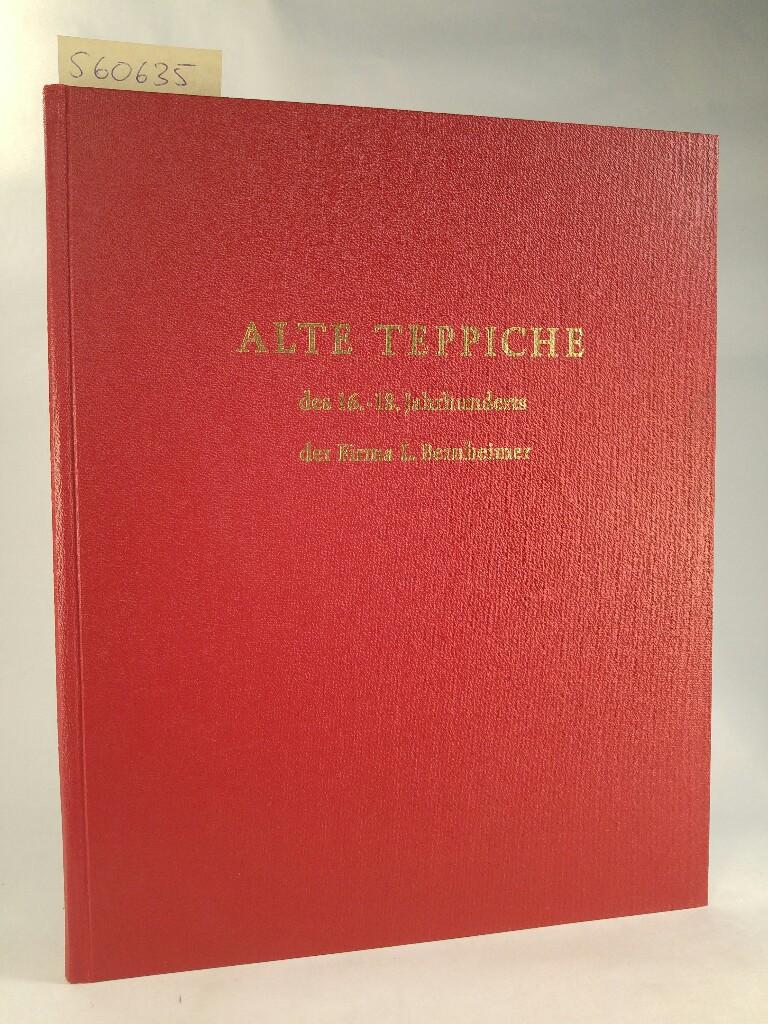 S60635
ALTE TEPPICHE
des 16.-18. Jahrhunderts
der Firma L. Bernheimer